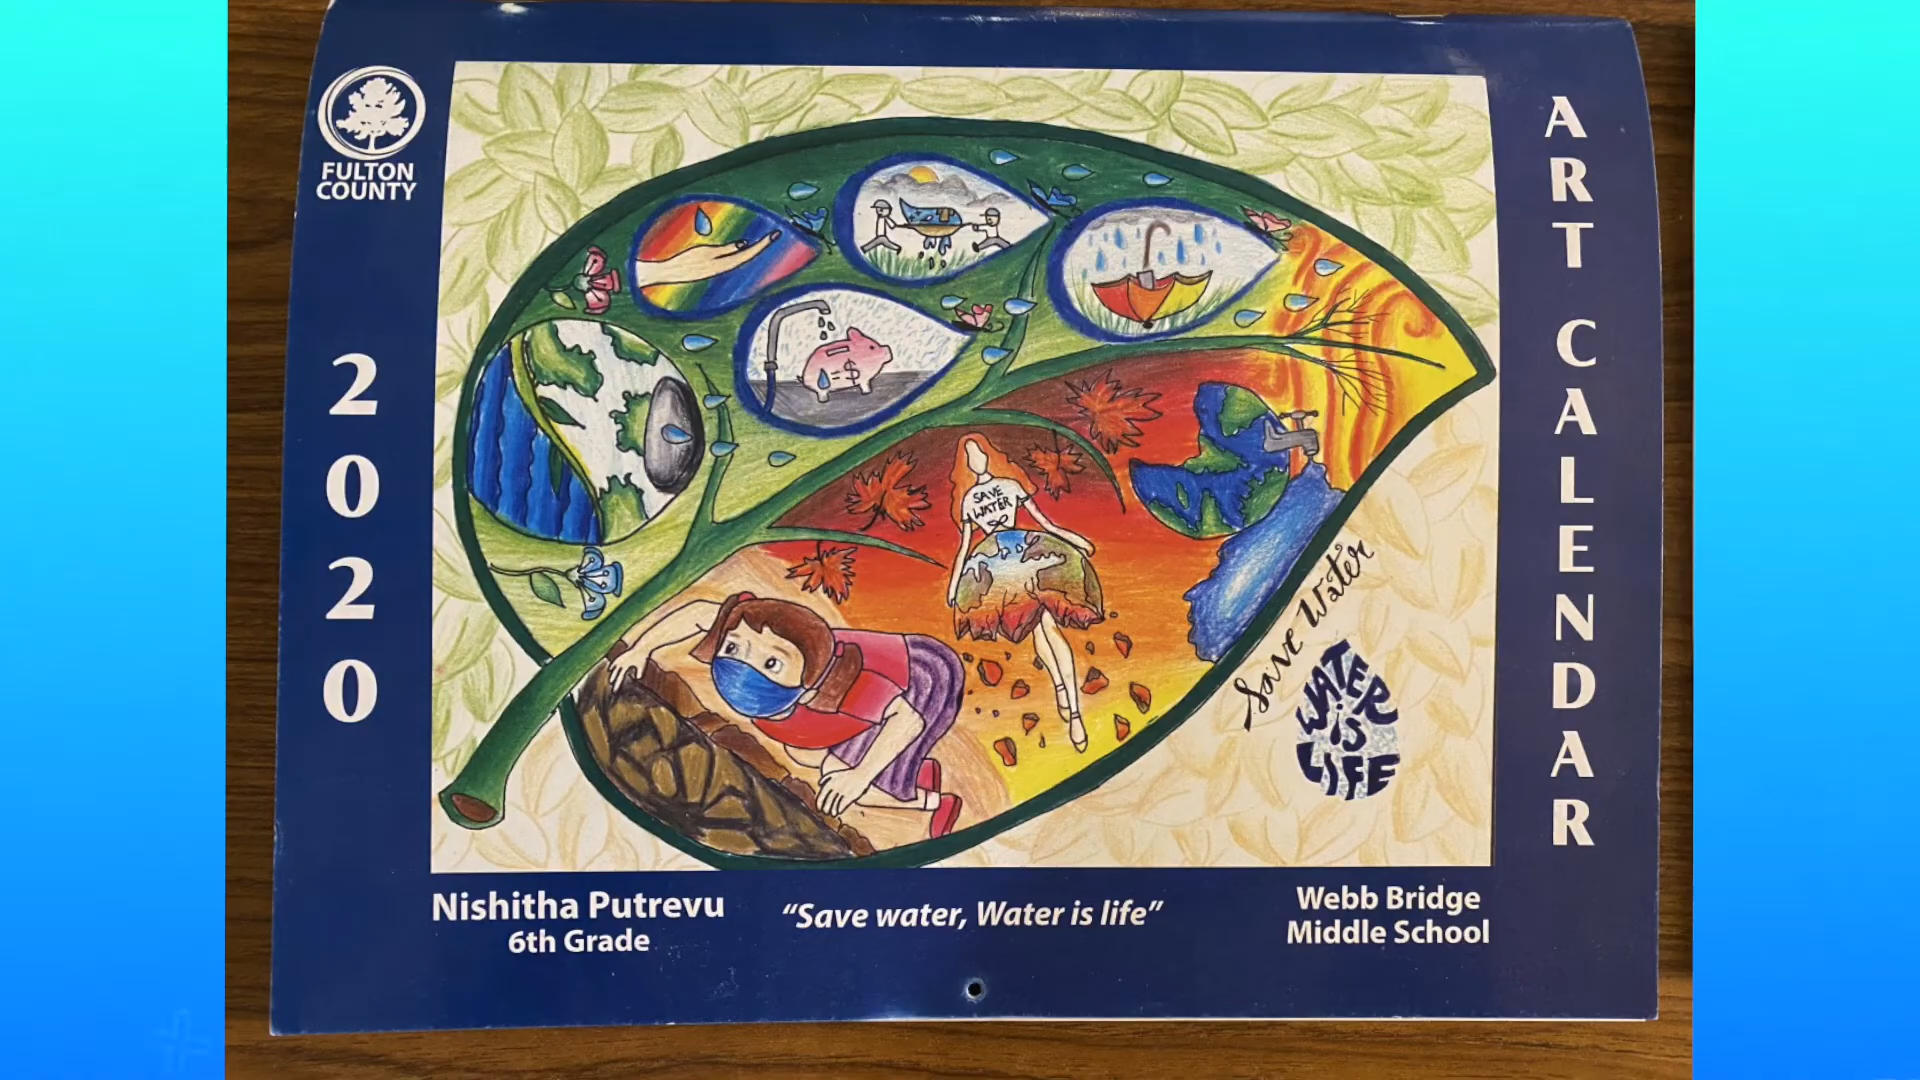 FULTON
COUNTY
2020
ART CALENDAR
SAVE
WATER
$
Save Water
WATER
is
LIFE
Nishitha Putrevu
6th Grade
“Save water, Water is life”
Webb Bridge
Middle School